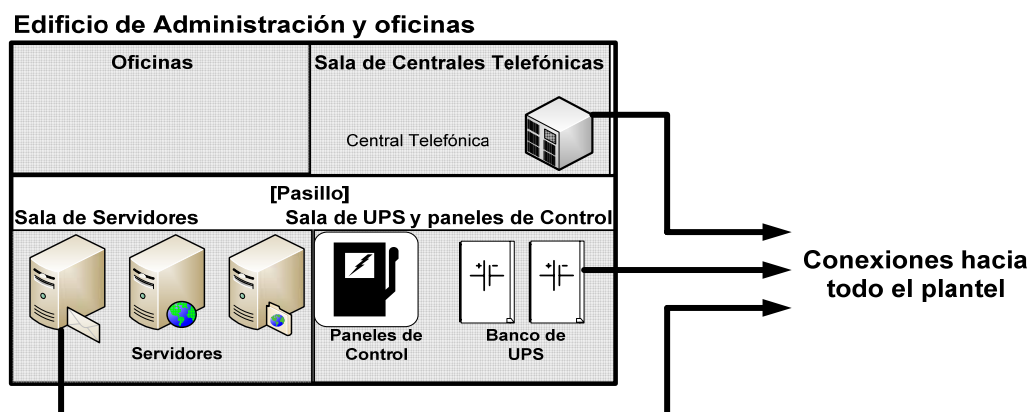 Edificio de Administración y oficinas
Oficinas
Sala de Centrales Telefónicas
Central Telefónica
[Pasillo]
Sala de Servidores
Sala de UPS y paneles de Control
Servidores
Paneles de
Control
Banco de
UPS
Conexiones hacia
todo el plantel